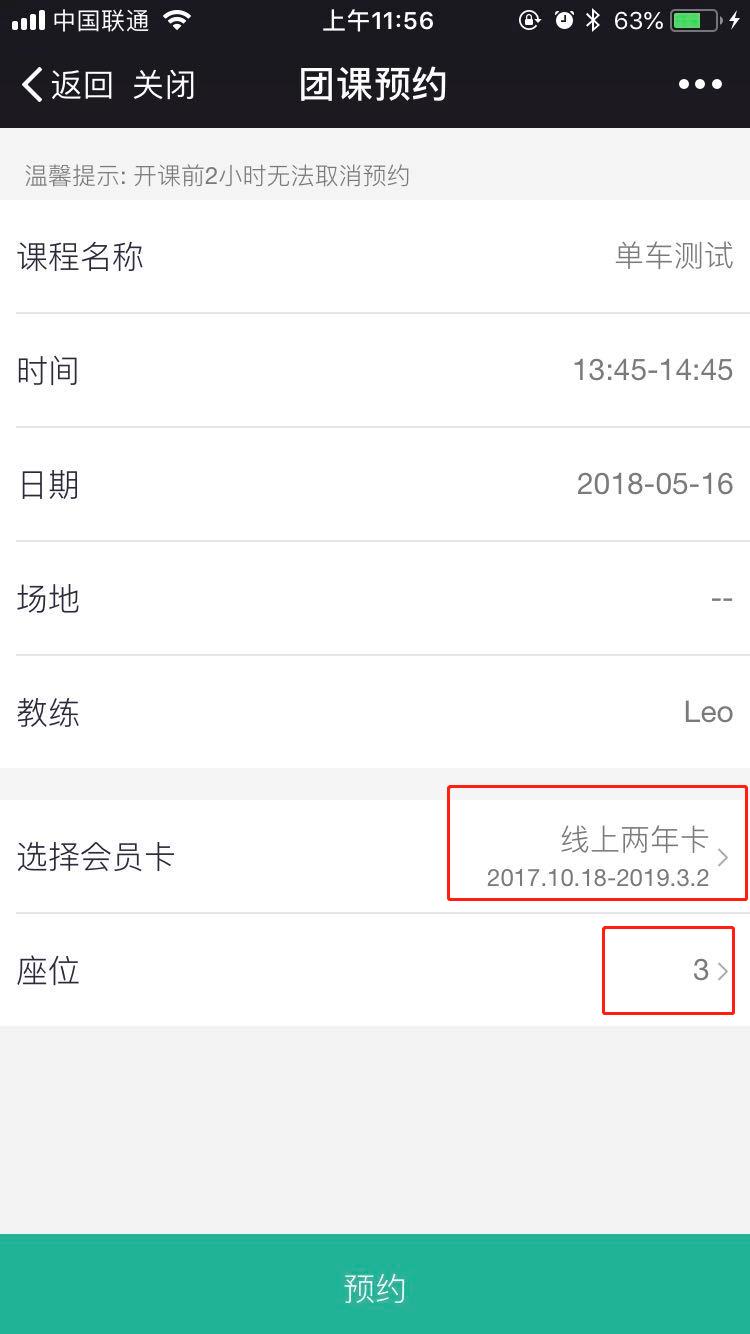 中国联通 上午11:56 63%
返回 关闭 团课预约
温馨提示: 开课前2小时无法取消预约
课程名称 单车测试
时间 13:45-14:45
日期 2018-05-16
场地 --
教练 Leo
选择会员卡 线上两年卡
2017.10.18-2019.3.2
座位 3
预约